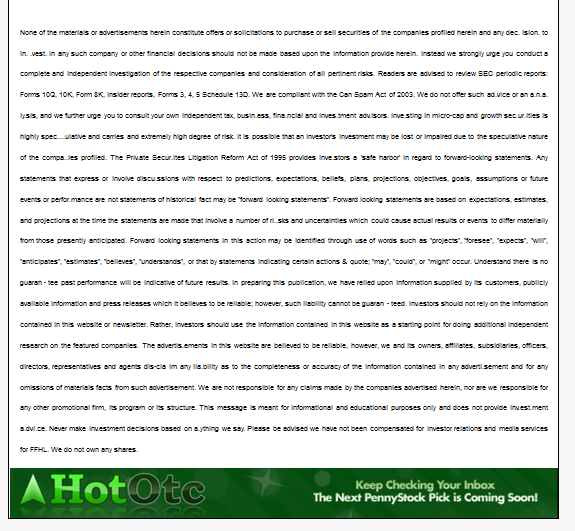 None of the materials or advertisements herein constitute offers or solicitations to purchase or sell securities of the companies profiled herein and any dec. ision. to
in. .vest. in any such company or other financial decisions should not be made based upon the information provide herein. Instead we strongly urge you conduct a
complete and independent investigation of the respective companies and consideration of all pertinent risks. Readers are advised to review SEC periodic reports:
Forms 10Q, 10K, Form 8K, insider reports, Forms 3, 4, 5 Schedule 13D. We are compliant with the Can Spam Act of 2003. We do not offer such ad.vice or an a.na.
ly.sis, and we further urge you to consult your own independent tax, busin.ess, fina.ncial and inves.tment advisors. Inve.sting in micro-cap and growth sec.ur.ities is
highly spec....ulative and carries and extremely high degree of risk. It is possible that an investor's investment may be lost or impaired due to the speculative nature
of the compa..ies profiled. The Private Secur.ites Litigation Reform Act of 1995 provides inve.stors a 'safe harbor' in regard to forward-looking statements. Any
statements that express or involve discu.ssions with respect to predictions, expectations, beliefs, plans, projections, objectives, goals, assumptions or future
events or perfor.mance are not statements of historical fact may be "forward looking statements". Forward looking statements are based on expectations, estimates,
and projections at the time the statements are made that involve a number of ri..sks and uncertainties which could cause actual results or events to differ materially
from those presently anticipated. Forward looking statements in this action may be identified through use of words such as "projects", "foresee", "expects", "will",
"anticipates", "estimates", "believes", "understands", or that by statements indicating certain actions & quote; "may", "could", or "might" occur. Understand there is no
guaran - tee past performance will be indicative of future results. In preparing this publication, we have relied upon information supplied by its customers, publicly
available information and press releases which it believes to be reliable; however, such liability cannot be guaran - teed. Investors should not rely on the information
contained in this website or newsletter. Rather, investors should use the information contained in this website as a starting point for doing additional independent
research on the featured companies. The advertis.ements in this website are believed to be reliable, however, we and its owners, affiliates, subsidiaries, officers,
directors, representatives and agents dis-cla im any lia.bility as to the completeness or accuracy of the information contained in any adverti.sement and for any
omissions of materials facts from such advertisement. We are not responsible for any claims made by the companies advertised herein, nor are we responsible for
any other promotional firm, its program or its structure. This message is meant for informational and educational purposes only and does not provide invest.ment
a.dvi.ce. Never make investment decisions based on a.ything we say. Please be advised we have not been compensated for investor relations and media services
for FFHL. We do not own any shares.
HotOtc
Keep Checking Your Inbox
The Next PennyStock Pick is Coming Soon!